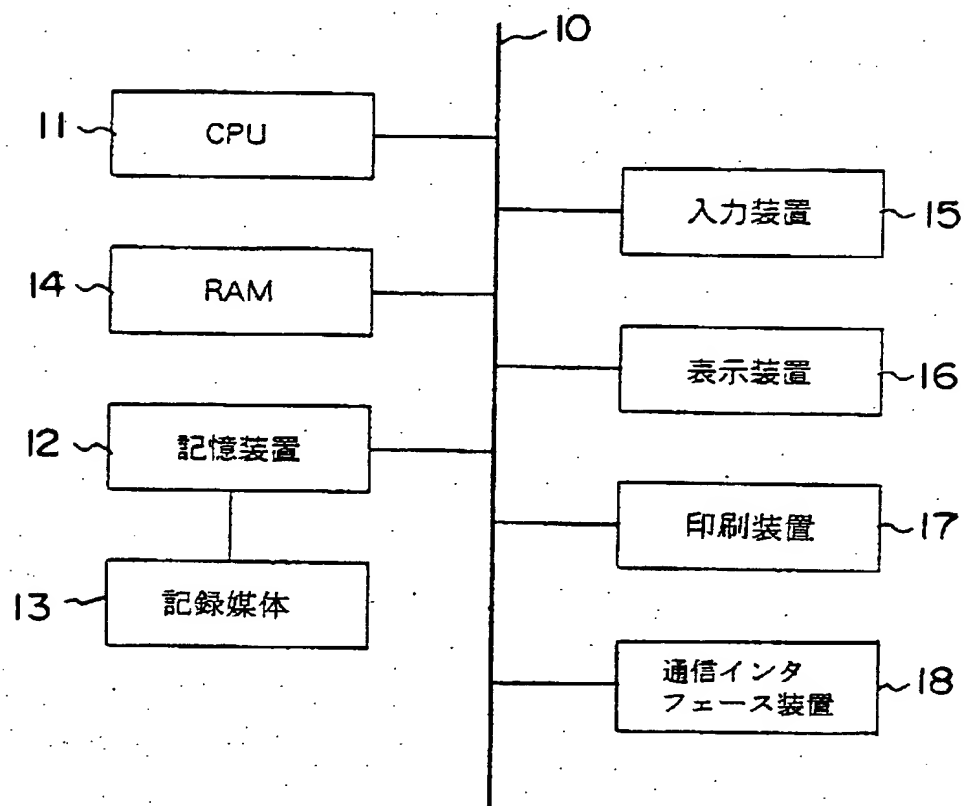 10
11
CPU
入力装置
15
14
RAM
表示装置
16
12
記憶装置
印刷装置
17
13
記録媒体
通信インタ
フェース装置
18